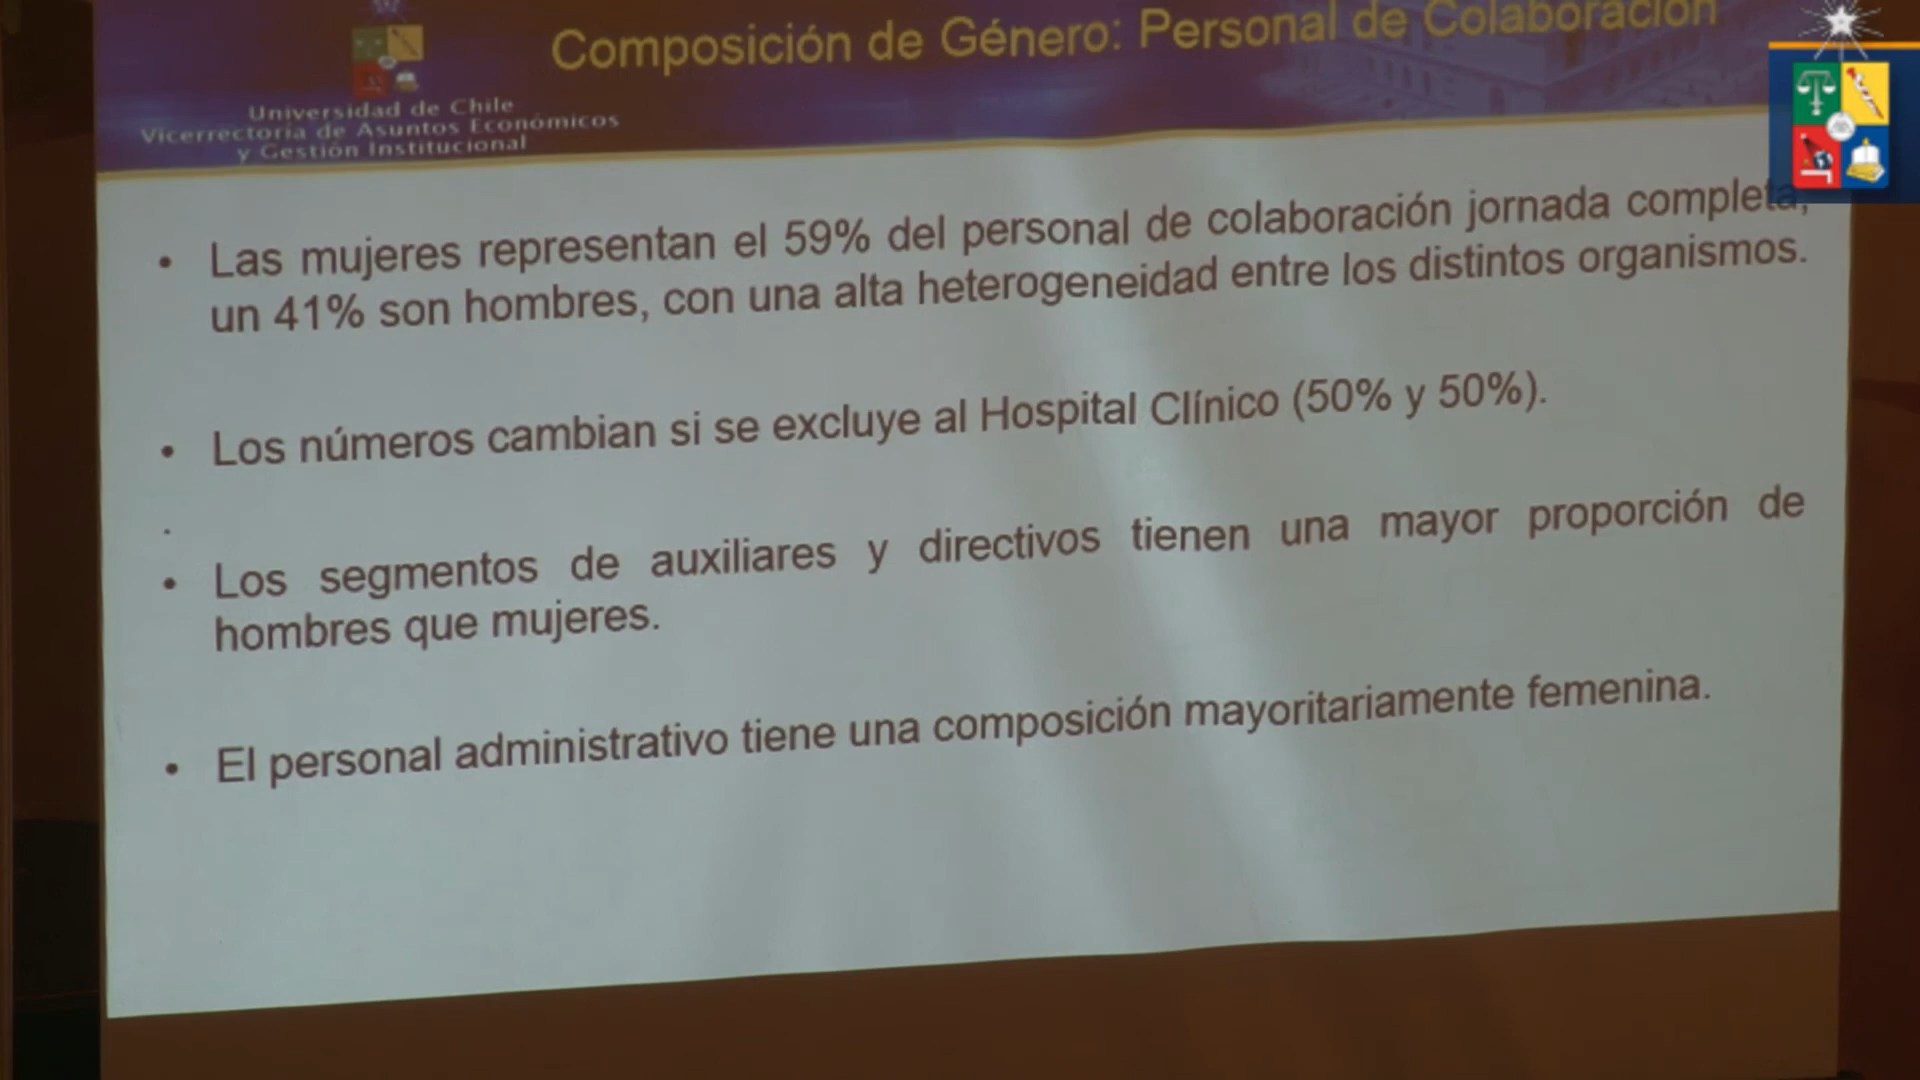 Composición de Género: Personal de Colaboración
Universidad de Chile
Vicerrectoría de Asuntos Económicos
y Gestión Institucional
• Las mujeres representan el 59% del personal de colaboración jornada completa,
un 41% son hombres, con una alta heterogeneidad entre los distintos organismos.
• Los números cambian si se excluye al Hospital Clínico (50% y 50%).
.
• Los segmentos de auxiliares y directivos tienen una mayor proporción de
hombres que mujeres.
• El personal administrativo tiene una composición mayoritariamente femenina.